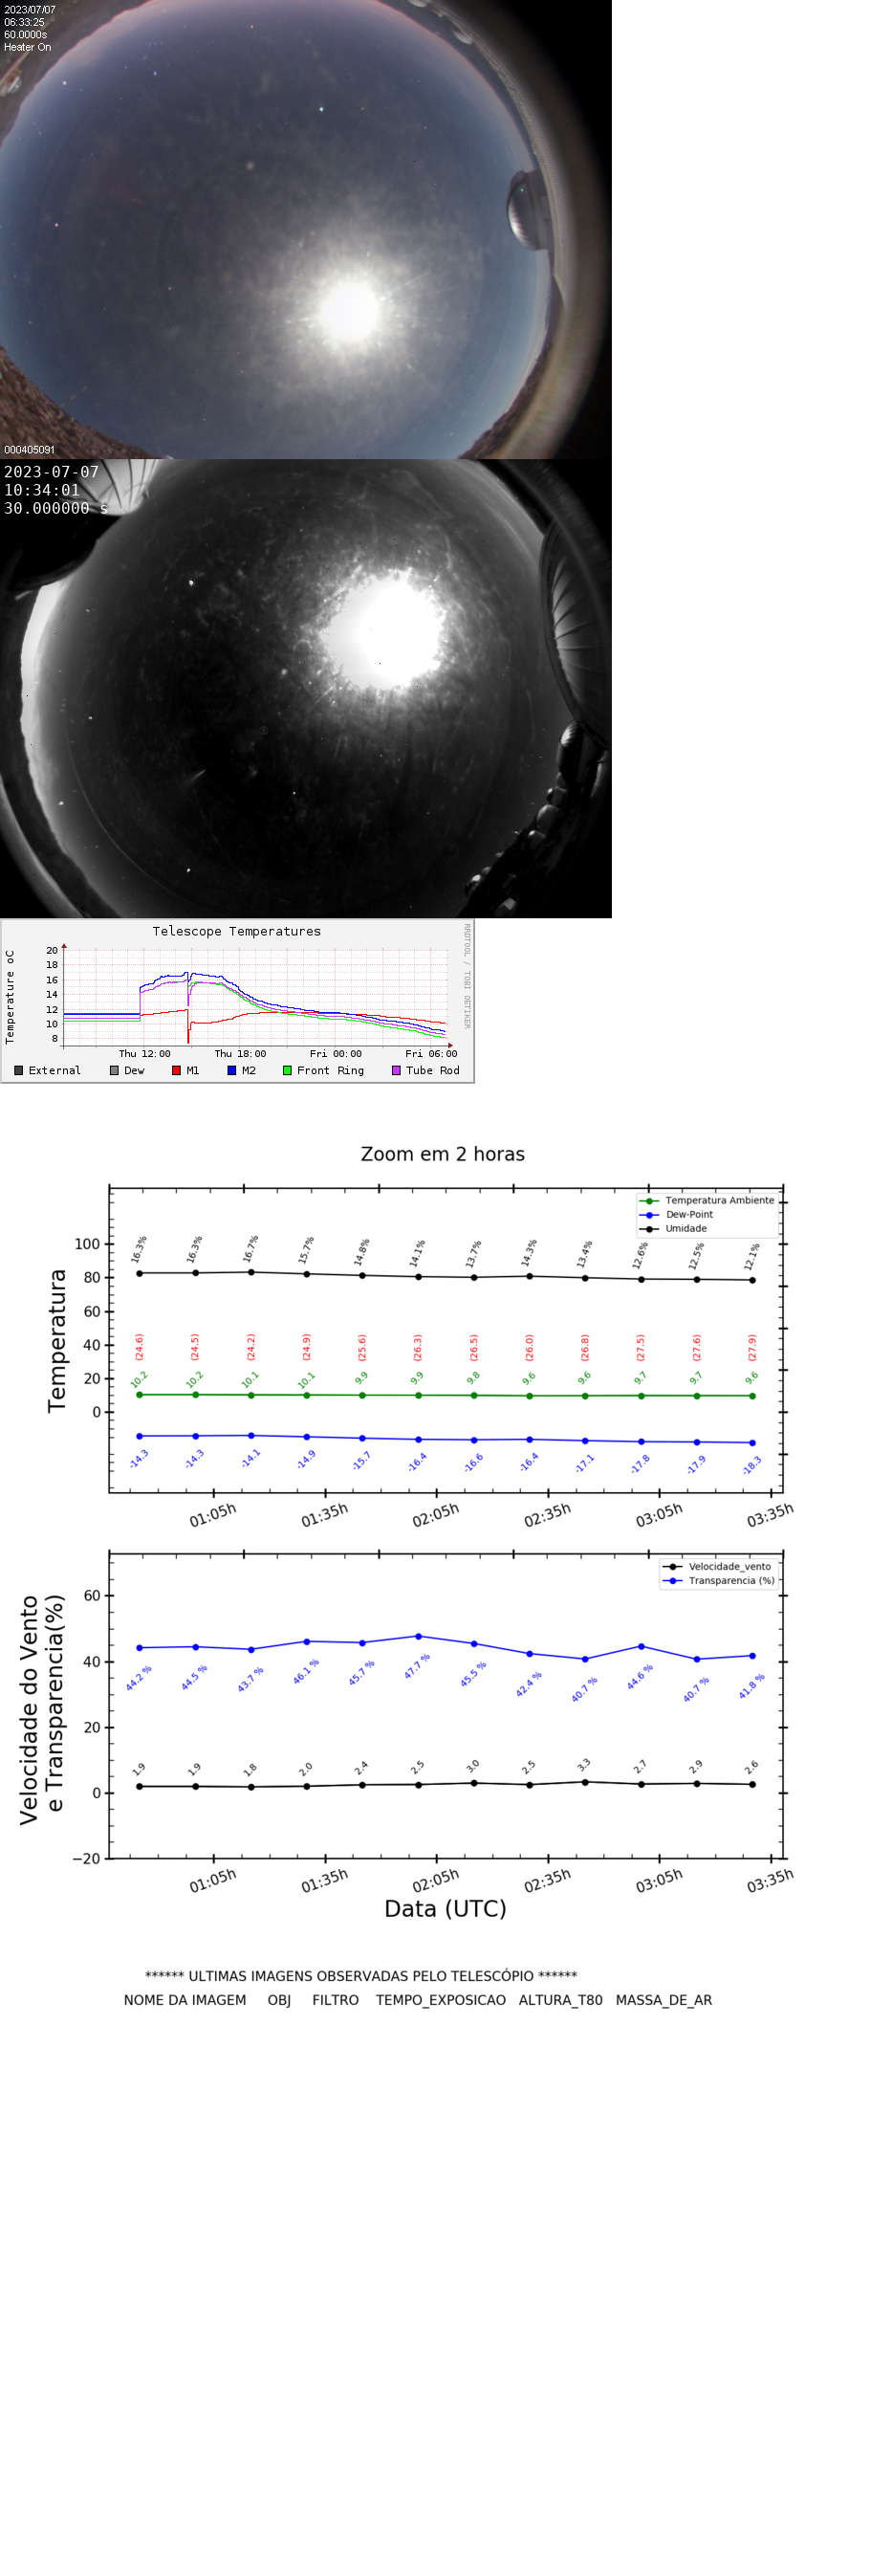 2023/07/07
06:33:25
60.0000s
Heater On
000405091
2023-07-07
10:34:01
30.000000 s
Telescope Temperatures
RRDTOOL / TOBI OETIKER
Temperature oC
20
18
16
14
12
10
8
Thu 12:00 Thu 18:00 Fri 00:00 Fri 06:00
External Dew M1 M2 Front Ring Tube Rod
Zoom em 2 horas
Temperatura Ambiente
Dew-Point
Umidade
Temperatura
100
80
60
40
20
0
16.3% 16.3% 16.7% 15.7% 14.8% 14.1% 13.7% 14.3% 13.4% 12.6% 12.5% 12.1%
(24.6) (24.5) (24.2) (24.9) (25.6) (26.3) (26.5) (26.0) (26.8) (27.5) (27.6) (27.9)
10.2 10.2 10.1 10.1 9.9 9.9 9.8 9.6 9.6 9.7 9.7 9.6
-14.3 -14.3 -14.1 -14.9 -15.7 -16.4 -16.6 -16.4 -17.1 -17.8 -17.9 -18.3
01:05h 01:35h 02:05h 02:35h 03:05h 03:35h
Velocidade_vento
Transparencia (%)
Velocidade do Vento
e Transparencia(%)
60
40
20
0
−20
44.2 % 44.5 % 43.7 % 46.1 % 45.7 % 47.7 % 45.5 % 42.4 % 40.7 % 44.6 % 40.7 % 41.8 %
1.9 1.9 1.8 2.0 2.4 2.5 3.0 2.5 3.3 2.7 2.9 2.6
01:05h 01:35h 02:05h 02:35h 03:05h 03:35h
Data (UTC)
****** ULTIMAS IMAGENS OBSERVADAS PELO TELESCÓPIO ******
NOME DA IMAGEM OBJ FILTRO TEMPO_EXPOSICAO ALTURA_T80 MASSA_DE_AR